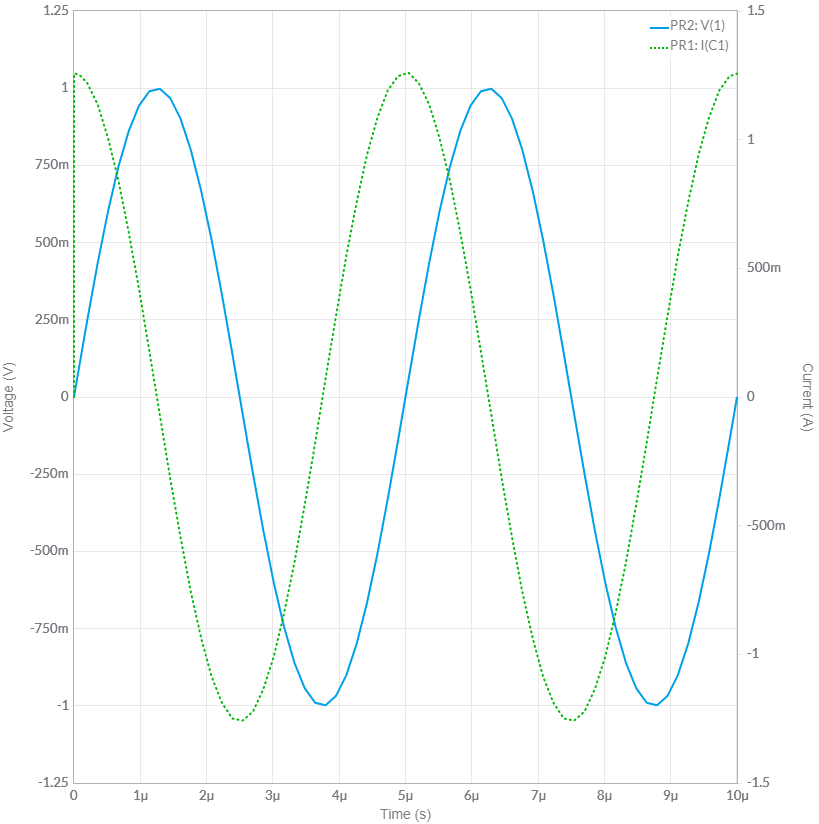 1.25
1.5
PR2: V(1)
PR1: I(C1)
1
1
750m
500m
500m
250m
0
0
Voltage (V)
Current (A)
-250m
-500m
-500m
-750m
-1
-1
-1.25
-1.5
0 1µ 2µ 3µ 4µ 5µ 6µ 7µ 8µ 9µ 10µ
Time (s)